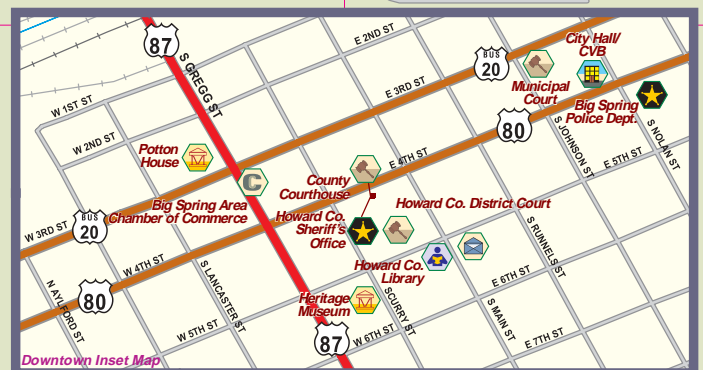 87
S GREGG ST
E 2ND ST
BUS
20
City Hall/
CVB
Municipal
Court
Big Spring
Police Dept.
W 1ST ST
E 3RD ST
80
W 2ND ST
Potton
House
E 4TH ST
S JOHNSON ST
E 5TH ST
S NOLAN ST
County
Courthouse
C
Big Spring Area
Chamber of Commerce
Howard Co. District Court
Howard Co.
Sheriff's
Office
W 3RD ST
BUS
20
W 4TH ST
80
N AYLFORD ST
S LANCASTER ST
Howard Co.
Library
S RUNNELS ST
E 6TH ST
Heritage
Museum
SCURRY ST
S MAIN ST
W 5TH ST
W 6TH ST
E 7TH ST
87
Downtown Inset Map